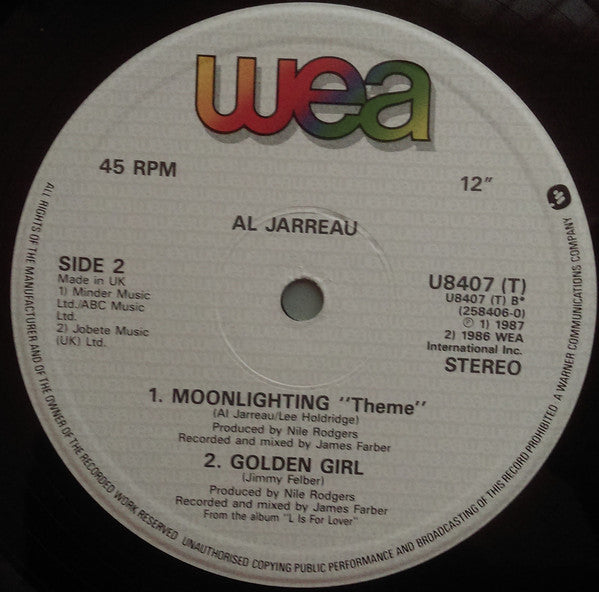 wea
45 RPM
12"
AL JARREAU
SIDE 2
Made in UK
1) Minder Music
Ltd./ABC Music
Ltd.
2) Jobete Music
(UK) Ltd.
U8407 (T)
U8407 (T) B*
(258406-0)
℗ 1) 1987
2) 1986 WEA
International Inc.
STEREO
1. MOONLIGHTING "Theme"
(Al Jarreau/Lee Holdridge)
Produced by Nile Rodgers
Recorded and mixed by James Farber
2. GOLDEN GIRL
(Jimmy Felber)
Produced by Nile Rodgers
Recorded and mixed by James Farber
From the album "L Is For Lover"
ALL RIGHTS OF THE MANUFACTURER AND OF THE OWNER OF THE RECORDED WORK RESERVED. UNAUTHORISED COPYING PUBLIC PERFORMANCE AND BROADCASTING OF THIS RECORD PROHIBITED. A WARNER COMMUNICATIONS COMPANY